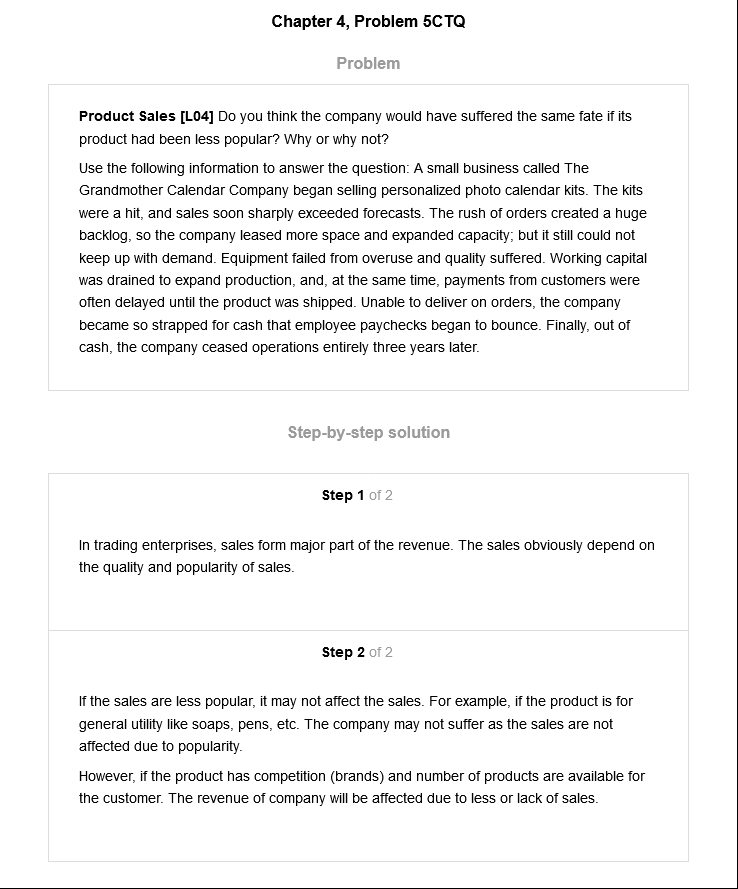 Chapter 4, Problem 5CTQ
Problem
Product Sales [L04] Do you think the company would have suffered the same fate if its
product had been less popular? Why or why not?
Use the following information to answer the question: A small business called The
Grandmother Calendar Company began selling personalized photo calendar kits. The kits
were a hit, and sales soon sharply exceeded forecasts. The rush of orders created a huge
backlog, so the company leased more space and expanded capacity; but it still could not
keep up with demand. Equipment failed from overuse and quality suffered. Working capital
was drained to expand production, and, at the same time, payments from customers were
often delayed until the product was shipped. Unable to deliver on orders, the company
became so strapped for cash that employee paychecks began to bounce. Finally, out of
cash, the company ceased operations entirely three years later.
Step-by-step solution
Step 1 of 2
In trading enterprises, sales form major part of the revenue. The sales obviously depend on
the quality and popularity of sales.
Step 2 of 2
If the sales are less popular, it may not affect the sales. For example, if the product is for
general utility like soaps, pens, etc. The company may not suffer as the sales are not
affected due to popularity.
However, if the product has competition (brands) and number of products are available for
the customer. The revenue of company will be affected due to less or lack of sales.